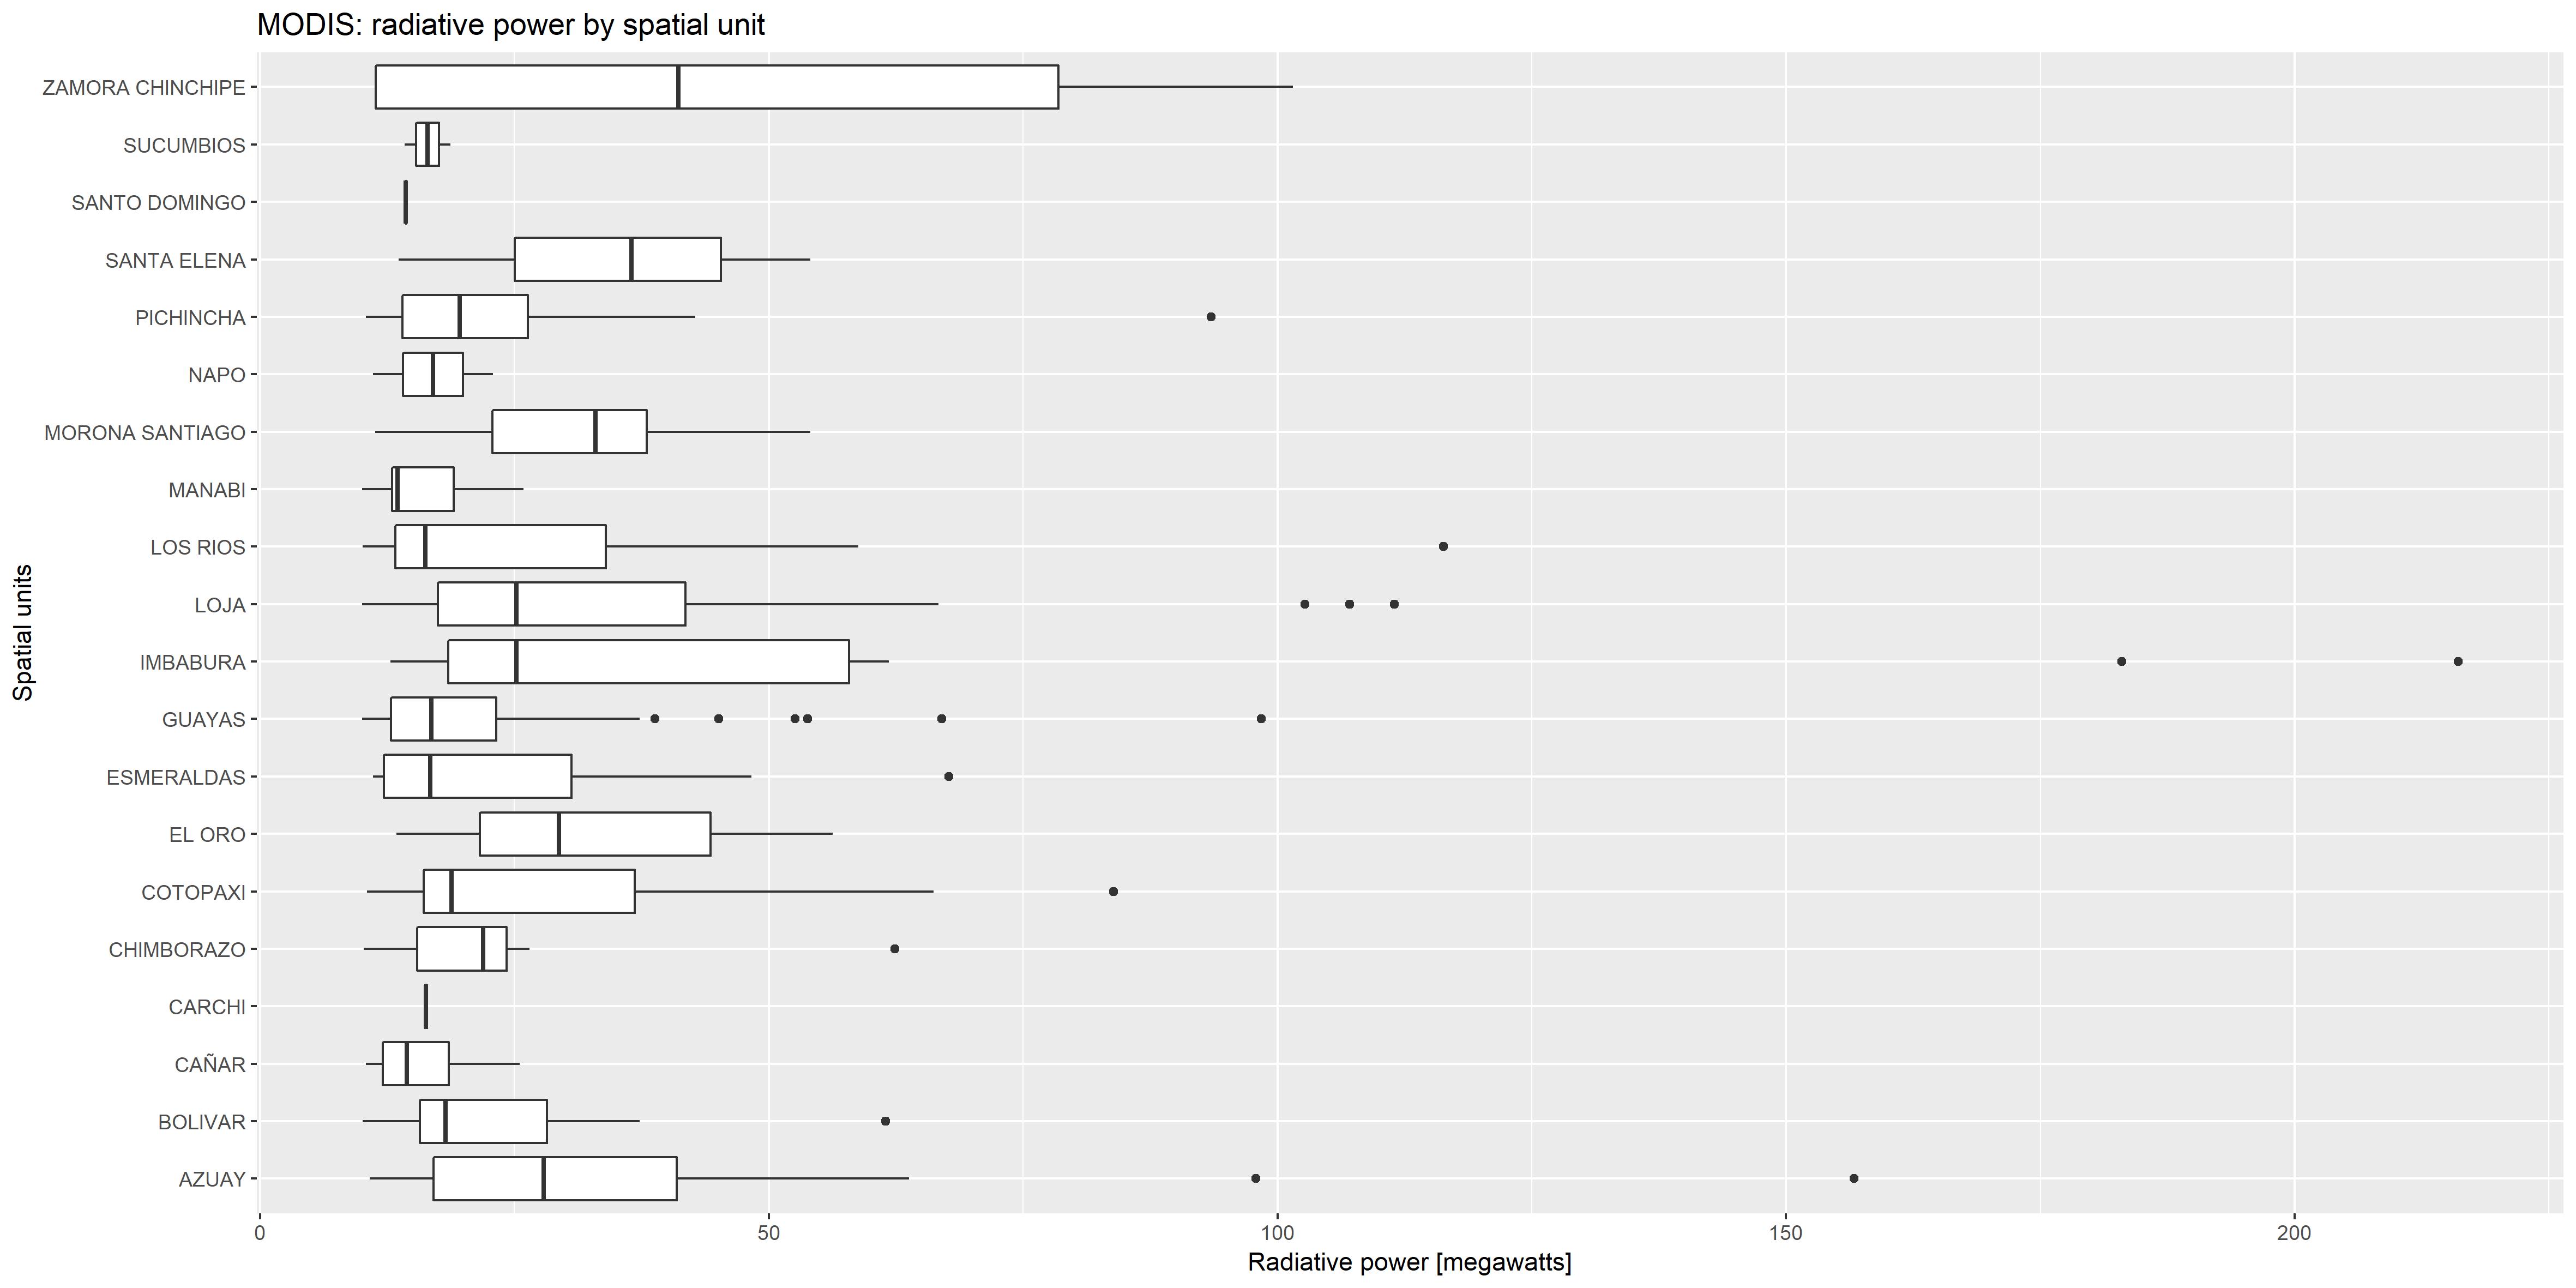 MODIS: radiative power by spatial unit
ZAMORA CHINCHIPE
SUCUMBIOS
SANTO DOMINGO
SANTA ELENA
PICHINCHA
NAPO
MORONA SANTIAGO
MANABI
LOS RIOS
LOJA
IMBABURA
GUAYAS
ESMERALDAS
EL ORO
COTOPAXI
CHIMBORAZO
CARCHI
CAÑAR
BOLIVAR
AZUAY
Spatial units
0 50 100 150 200
Radiative power [megawatts]